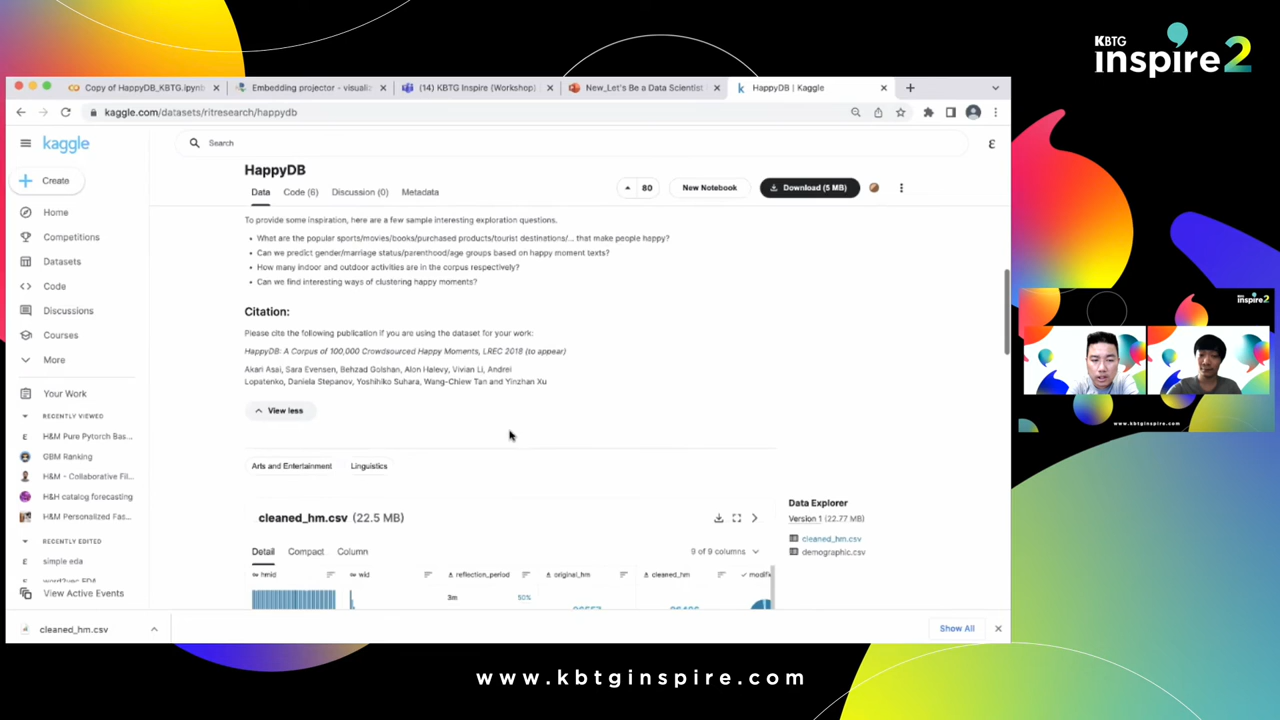 KBTG
inspire 2
Copy of HappyDB_KBTG.ipynb
Embedding projector - visualiz
(14) KBTG Inspire (Workshop) |
New_Let's Be a Data Scientist
HappyDB | Kaggle
kaggle.com/datasets/ritresearch/happydb
kaggle
Search
Create
Home
Competitions
Datasets
Code
Discussions
Courses
More
Your Work
RECENTLY VIEWED
H&M Pure Pytorch Bas...
GBM Ranking
H&M - Collaborative Fil...
H&H catalog forecasting
H&M Personalized Fas...
RECENTLY EDITED
simple eda
word2vec EDA
View Active Events
HappyDB
Data
Code (6)
Discussion (0)
Metadata
80
New Notebook
Download (5 MB)
To provide some inspiration, here are a few sample interesting exploration questions.
• What are the popular sports/movies/books/purchased products/tourist destinations/... that make people happy?
• Can we predict gender/marriage status/parenthood/age groups based on happy moment texts?
• How many indoor and outdoor activities are in the corpus respectively?
• Can we find interesting ways of clustering happy moments?
Citation:
Please cite the following publication if you are using the dataset for your work:
HappyDB: A Corpus of 100,000 Crowdsourced Happy Moments, LREC 2018 (to appear)
Akari Asai, Sara Evensen, Behzad Golshan, Alon Halevy, Vivian Li, Andrei
Lopatenko, Daniela Stepanov, Yoshihiko Suhara, Wang-Chiew Tan and Yinzhan Xu
View less
Arts and Entertainment
Linguistics
cleaned_hm.csv (22.5 MB)
Detail
Compact
Column
9 of 9 columns
hmid
wid
reflection_period
original_hm
cleaned_hm
modifi
3m
50%
Data Explorer
Version 1 (22.77 MB)
cleaned_hm.csv
demographic.csv
cleaned_hm.csv
Show All
KBTG
inspire 2
www.kbtginspire.com
www.kbtginspire.com